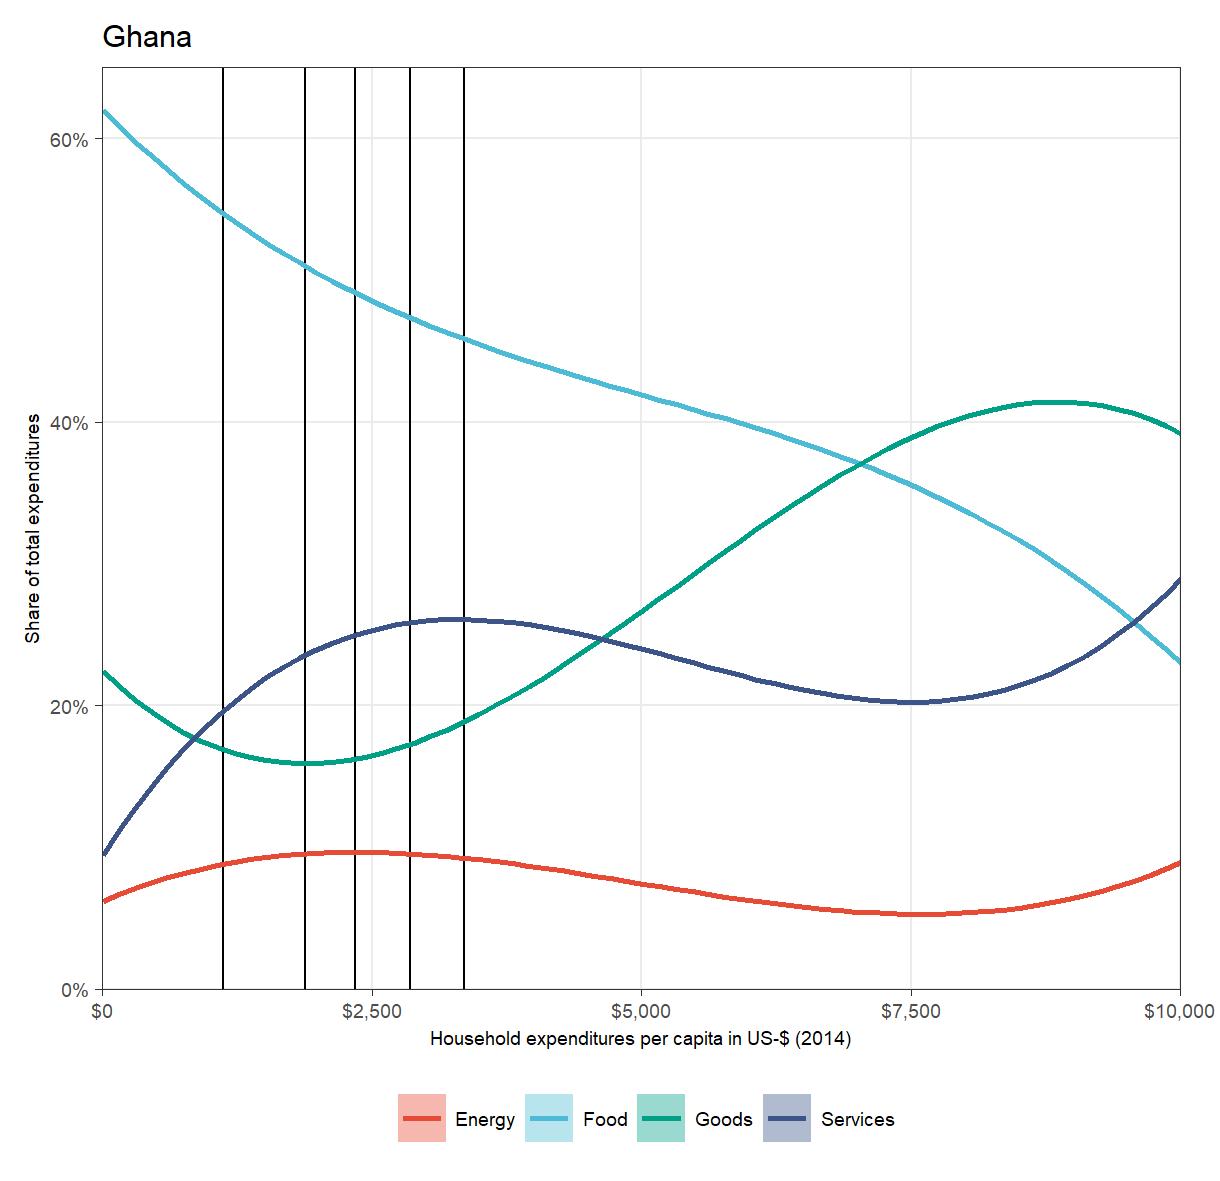 Ghana
60%
40%
20%
0%
Share of total expenditures
$0 $2,500 $5,000 $7,500 $10,000
Household expenditures per capita in US-$ (2014)
Energy Food Goods Services